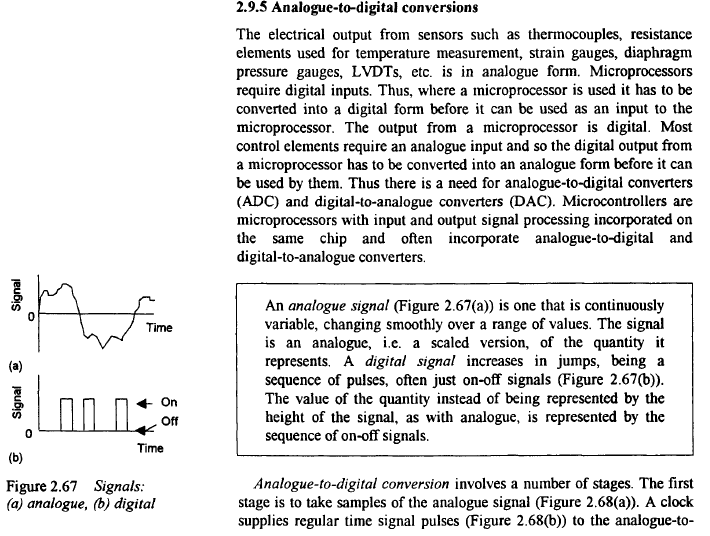 2.9.5 Analogue-to-digital conversions
The electrical output from sensors such as thermocouples, resistance
elements used for temperature measurement, strain gauges, diaphragm
pressure gauges, LVDTs, etc. is in analogue form. Microprocessors
require digital inputs. Thus, where a microprocessor is used it has to be
converted into a digital form before it can be used as an input to the
microprocessor. The output from a microprocessor is digital. Most
control elements require an analogue input and so the digital output from
a microprocessor has to be converted into an analogue form before it can
be used by them. Thus there is a need for analogue-to-digital converters
(ADC) and digital-to-analogue converters (DAC). Microcontrollers are
microprocessors with input and output signal processing incorporated on
the same chip and often incorporate analogue-to-digital and
digital-to-analogue converters.
Signal
0
Time
(a)
Signal
On
Off
0
Time
(b)
Figure 2.67 Signals:
(a) analogue, (b) digital
An analogue signal (Figure 2.67(a)) is one that is continuously
variable, changing smoothly over a range of values. The signal
is an analogue, i.e. a scaled version, of the quantity it
represents. A digital signal increases in jumps, being a
sequence of pulses, often just on-off signals (Figure 2.67(b)).
The value of the quantity instead of being represented by the
height of the signal, as with analogue, is represented by the
sequence of on-off signals.
Analogue-to-digital conversion involves a number of stages. The first
stage is to take samples of the analogue signal (Figure 2.68(a)). A clock
supplies regular time signal pulses (Figure 2.68(b)) to the analogue-to-